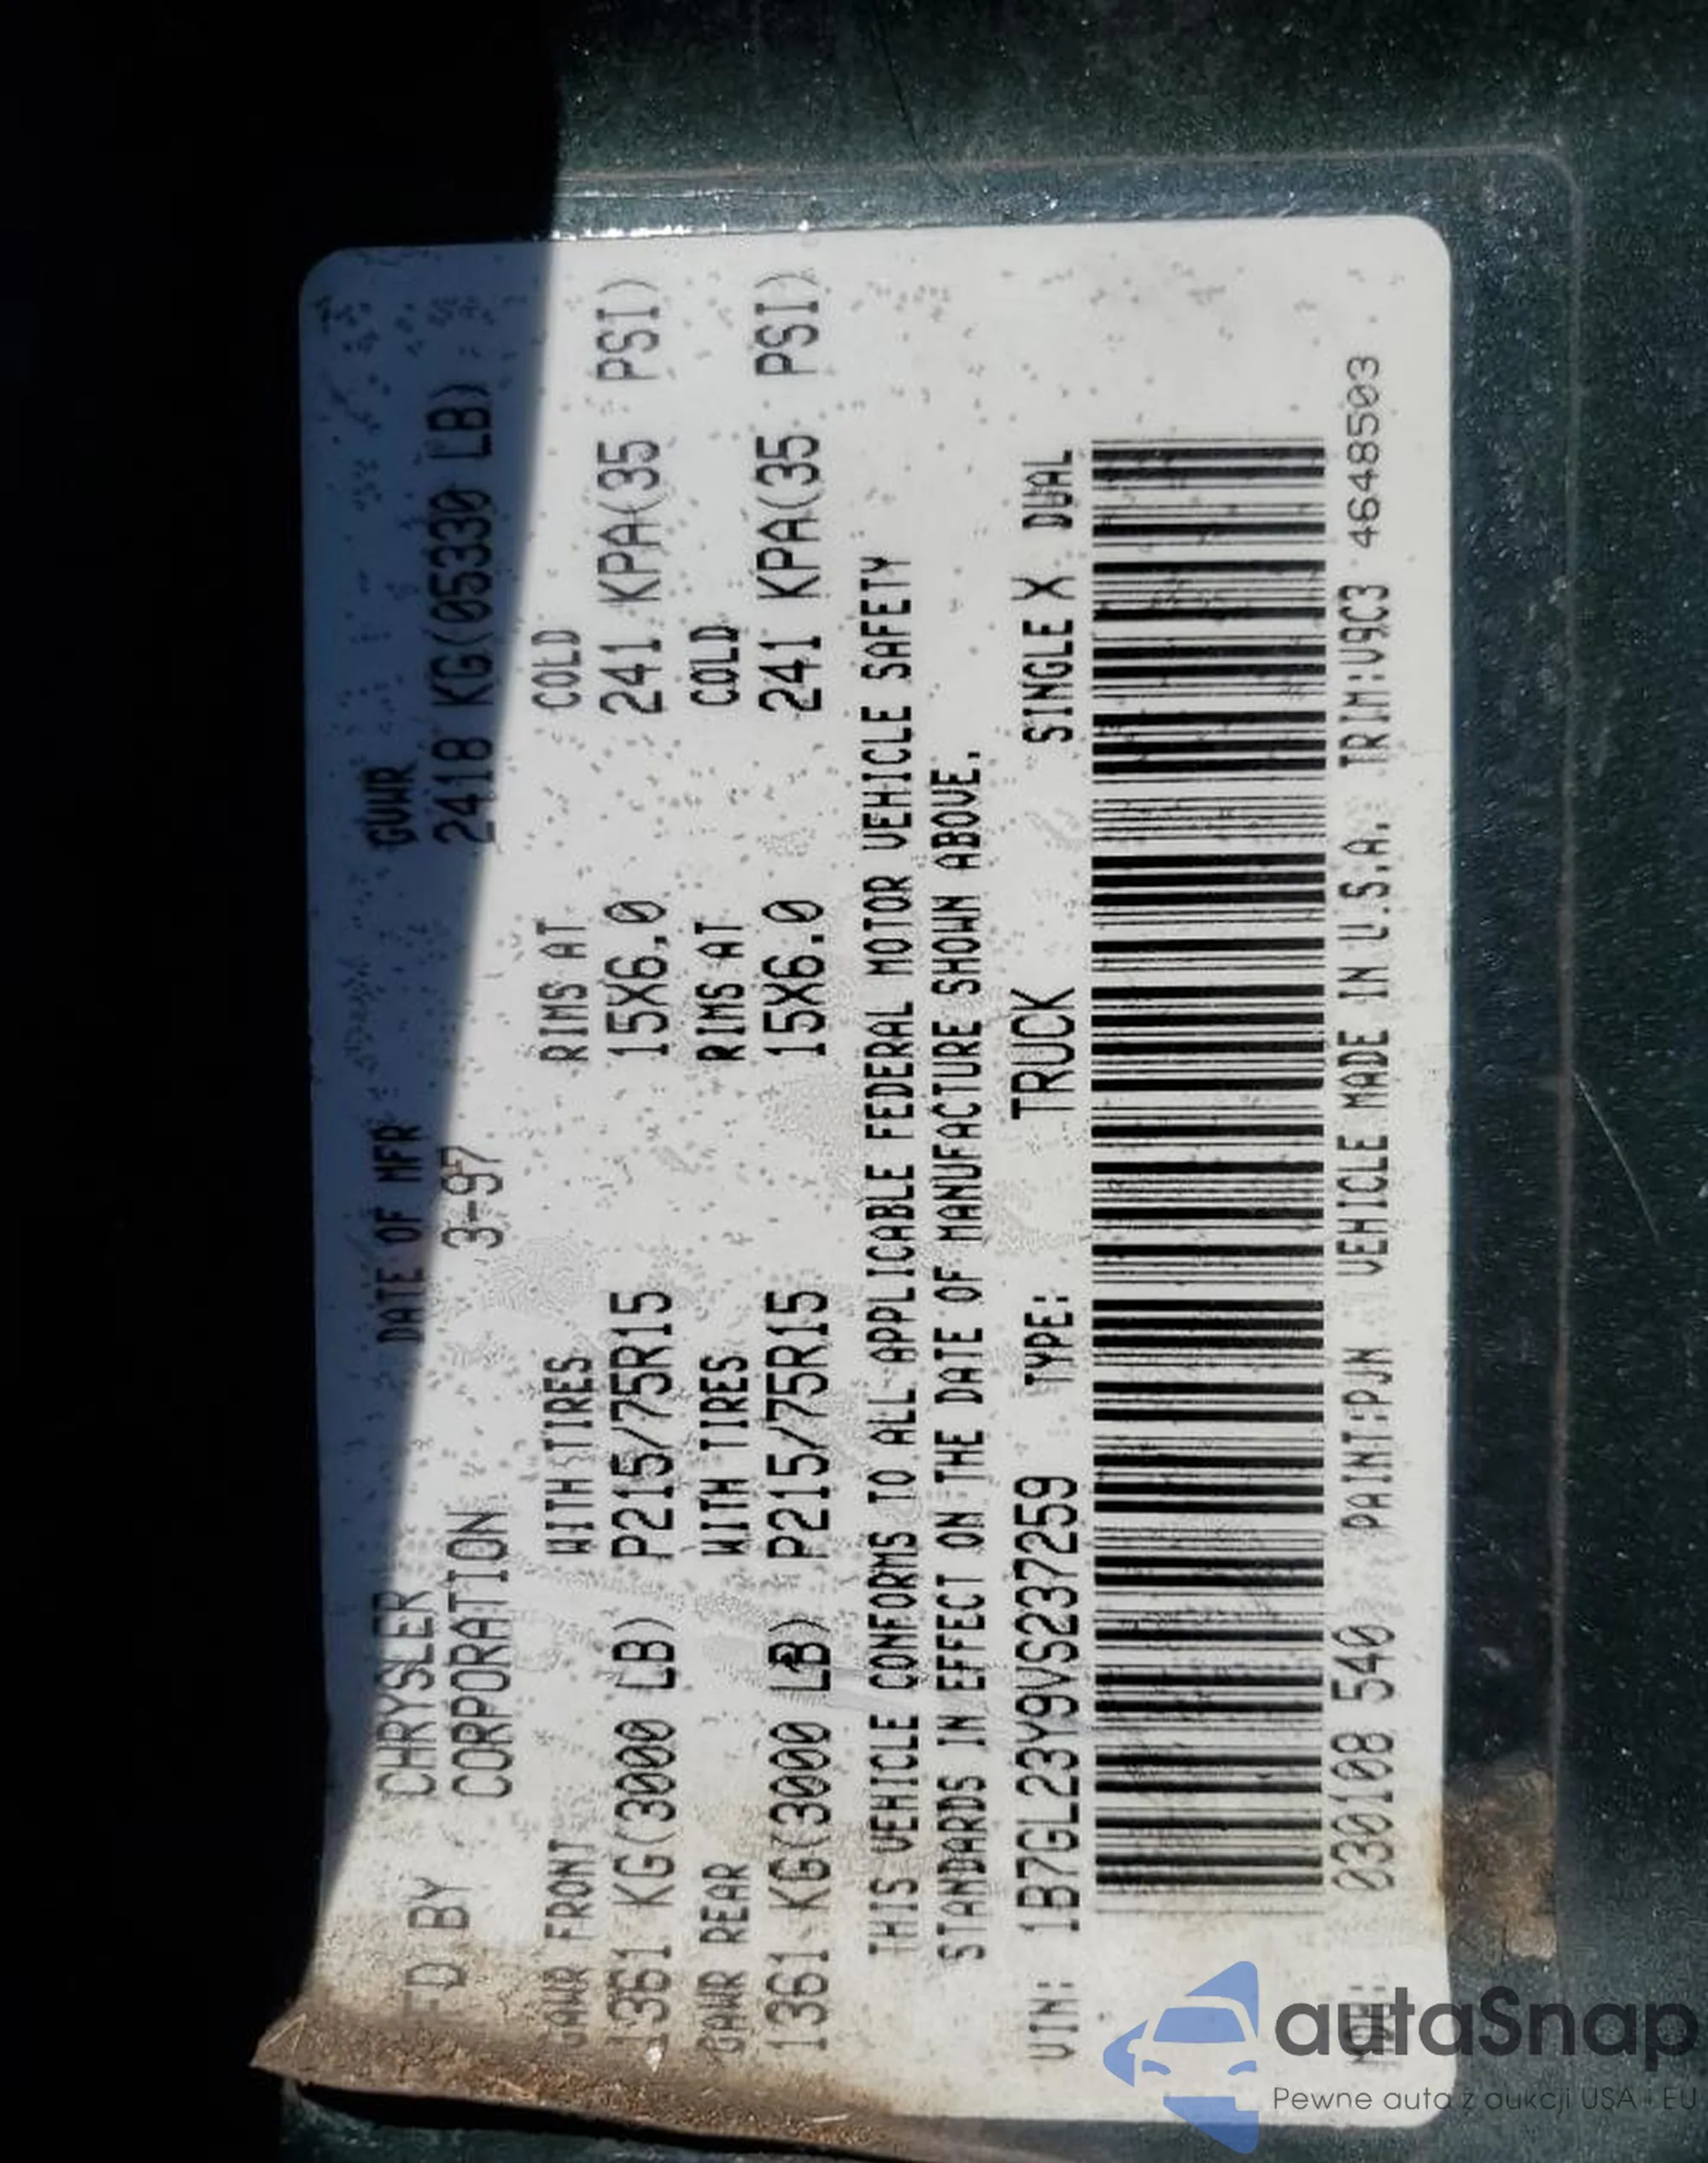 FD BY CHRYSLER CORPORATION DATE OF MFR 3-97 GVWR 2418 KG(05330 LB)
GAWR FRONT WITH TIRES RIMS AT COLD
1361 KG(3000 LB) P215/75R15 15X6.0 241 KPA(35 PSI)
GAWR REAR WITH TIRES RIMS AT COLD
1361 KG(3000 LB) P215/75R15 15X6.0 241 KPA(35 PSI)
THIS VEHICLE CONFORMS TO ALL APPLICABLE FEDERAL MOTOR VEHICLE SAFETY
STANDARDS IN EFFECT ON THE DATE OF MANUFACTURE SHOWN ABOVE.
VIN: 1B7GL23Y9VS237259 TYPE: TRUCK SINGLE X DUAL
MDH: 030108 540 PAINT:PJN VEHICLE MADE IN U.S.A. TRIM:V9C3 4648503
autaSnap
Pewne auta z aukcji USA i EU